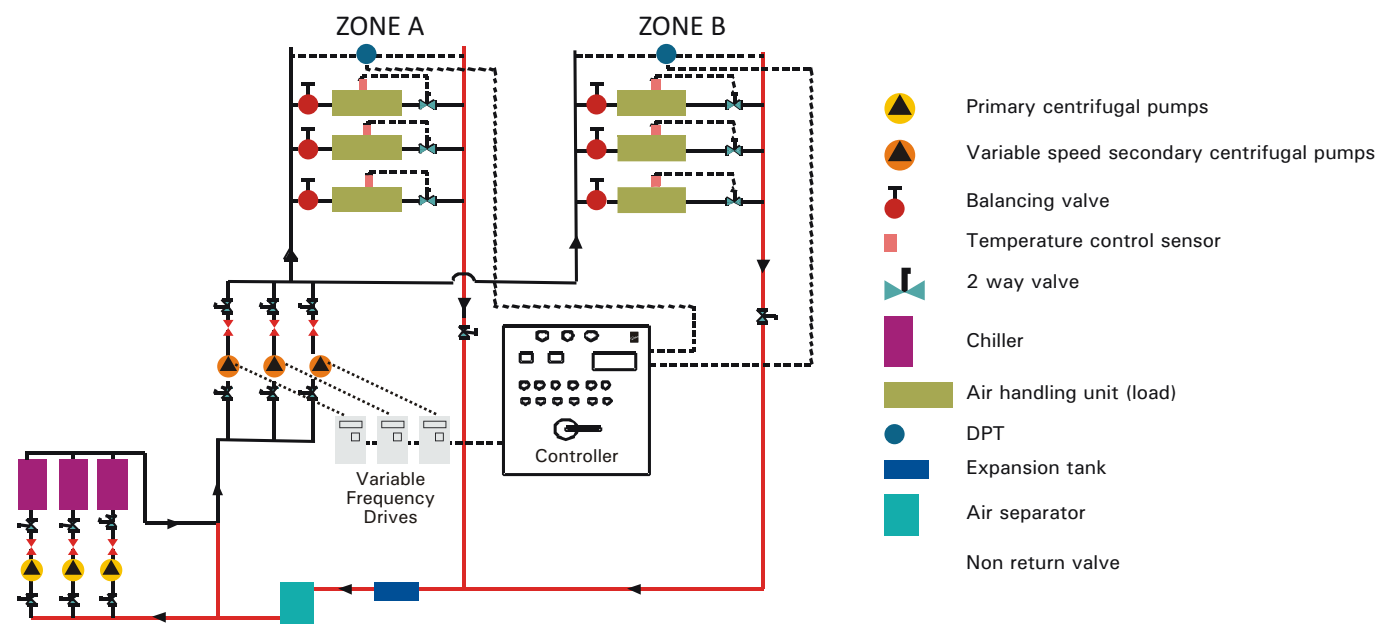 ZONE A
ZONE B
Primary centrifugal pumps
Variable speed secondary centrifugal pumps
Balancing valve
Temperature control sensor
2 way valve
Chiller
Air handling unit (load)
DPT
Expansion tank
Air separator
Non return valve
Controller
Variable
Frequency
Drives